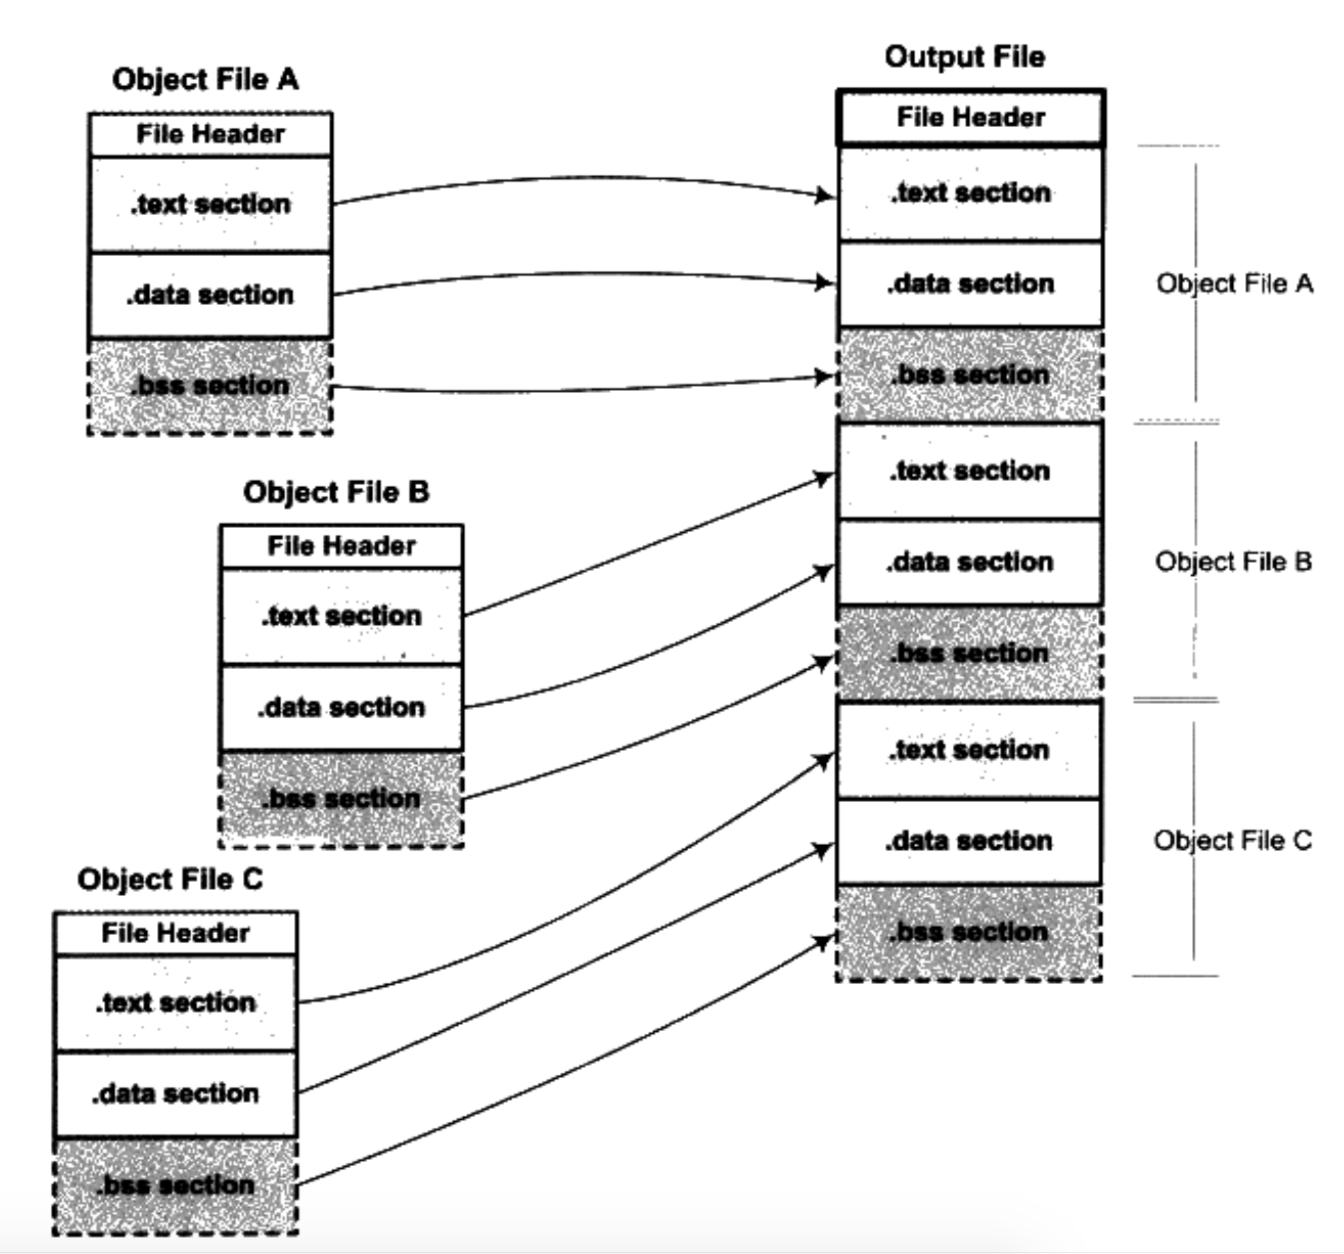 Object File A
File Header
.text section
.data section
.bss section
Object File B
File Header
.text section
.data section
.bss section
Object File C
File Header
.text section
.data section
.bss section
Output File
File Header
.text section
.data section
.bss section
.text section
.data section
.bss section
.text section
.data section
.bss section
Object File A
Object File B
Object File C